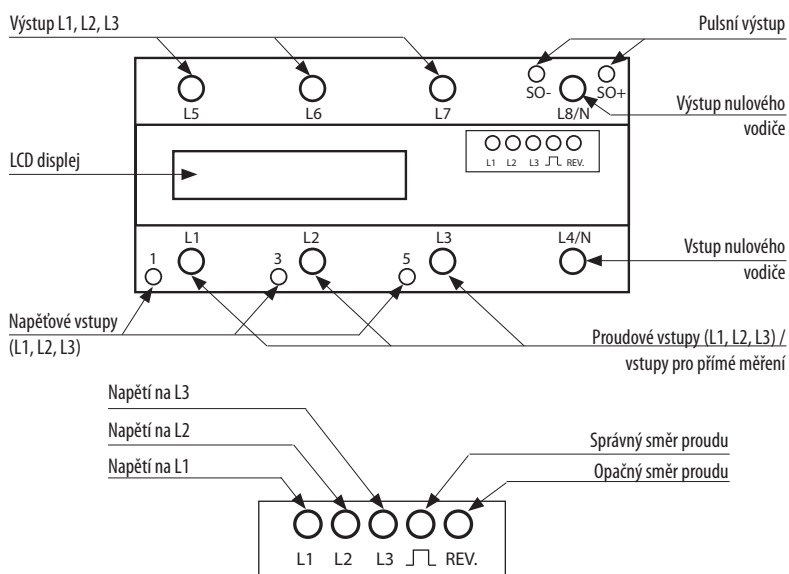 Výstup L1, L2, L3
Pulsní výstup
SO- SO+
L5 L6 L7 L8/N
Výstup nulového
vodiče
LCD displej
L1 L2 L3 REV.
L1 L2 L3 L4/N
1 3 5
Vstup nulového
vodiče
Napěťové vstupy
(L1, L2, L3)
Proudové vstupy (L1, L2, L3) /
vstupy pro přímé měření
Napětí na L3
Napětí na L2
Napětí na L1
Správný směr proudu
Opačný směr proudu
L1 L2 L3 REV.